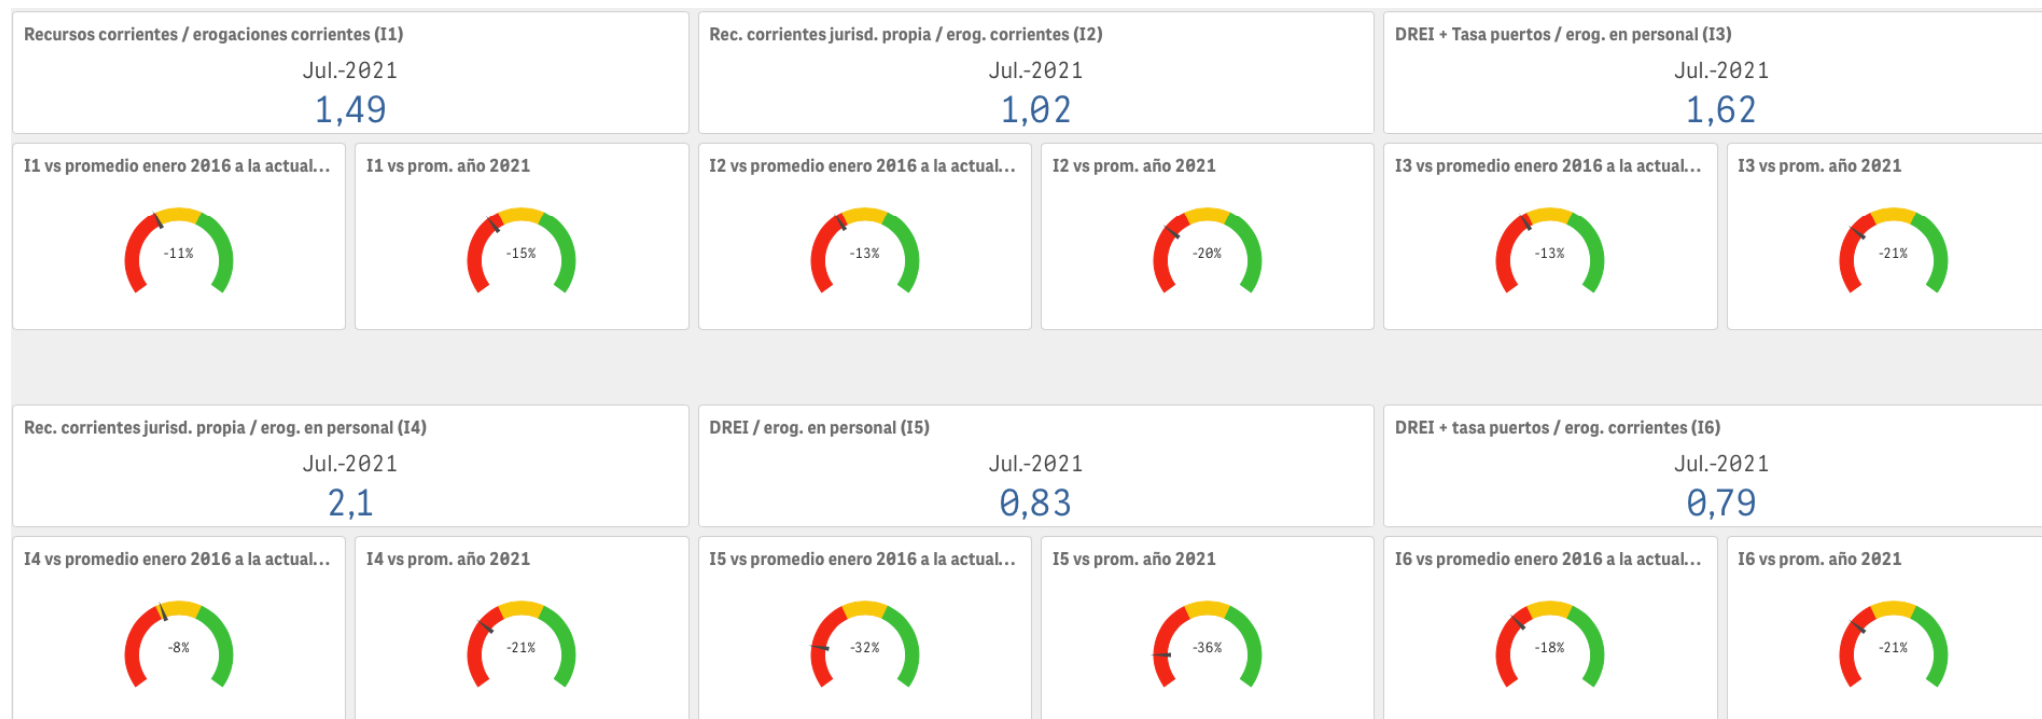 Recursos corrientes / erogaciones corrientes (I1)
Jul.-2021
1,49
Rec. corrientes jurisd. propia / erog. corrientes (I2)
Jul.-2021
1,02
DREI + Tasa puertos / erog. en personal (I3)
Jul.-2021
1,62
I1 vs promedio enero 2016 a la actual...
-11%
I1 vs prom. año 2021
-15%
I2 vs promedio enero 2016 a la actual...
-13%
I2 vs prom. año 2021
-20%
I3 vs promedio enero 2016 a la actual...
-13%
I3 vs prom. año 2021
-21%
Rec. corrientes jurisd. propia / erog. en personal (I4)
Jul.-2021
2,1
DREI / erog. en personal (I5)
Jul.-2021
0,83
DREI + tasa puertos / erog. corrientes (I6)
Jul.-2021
0,79
I4 vs promedio enero 2016 a la actual...
-8%
I4 vs prom. año 2021
-21%
I5 vs promedio enero 2016 a la actual...
-32%
I5 vs prom. año 2021
-36%
I6 vs promedio enero 2016 a la actual...
-18%
I6 vs prom. año 2021
-21%